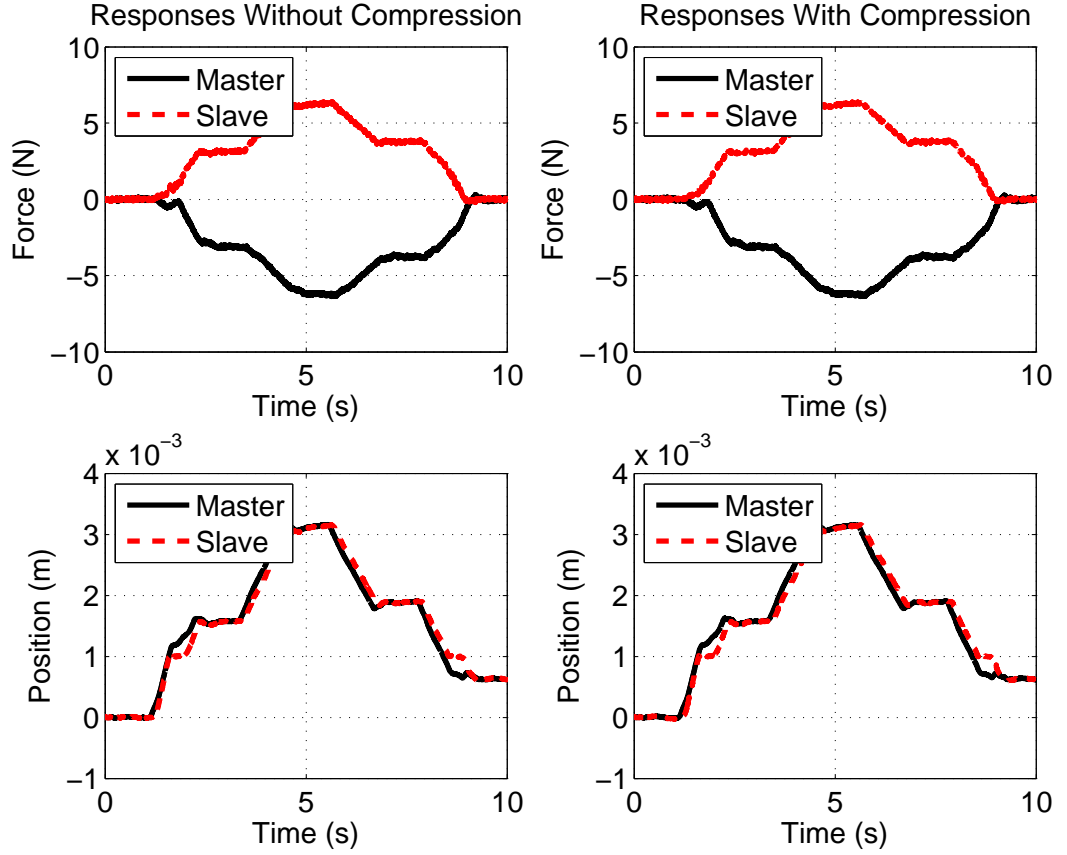 Responses Without Compression
Force (N)
10
5
0
−5
−10
Master
Slave
0
5
10
Time (s)
Responses With Compression
Force (N)
10
5
0
−5
−10
Master
Slave
0
5
10
Time (s)
x 10−3
Position (m)
4
3
2
1
0
−1
Master
Slave
0
5
10
Time (s)
x 10−3
Position (m)
4
3
2
1
0
−1
Master
Slave
0
5
10
Time (s)